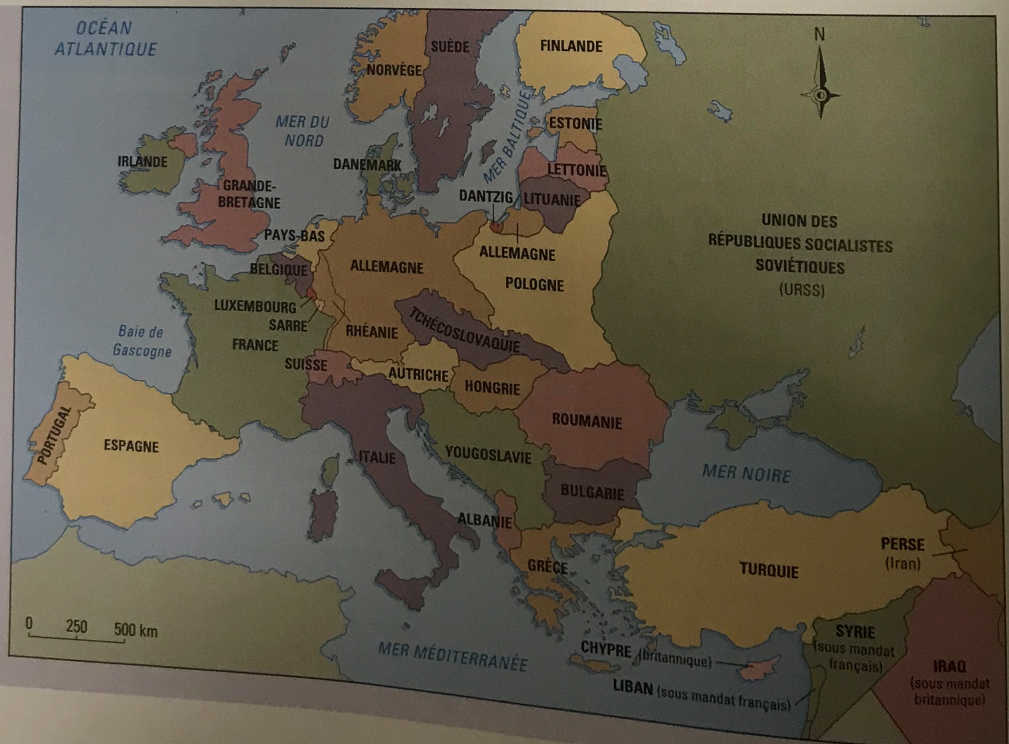 OCÉAN
ATLANTIQUE
N
SUÈDE
FINLANDE
NORVÈGE
MER DU
NORD
ESTONIE
MER BALTIQUE
IRLANDE
DANEMARK
LETTONIE
GRANDE-
BRETAGNE
DANTZIG
LITUANIE
UNION DES
RÉPUBLIQUES SOCIALISTES
SOVIÉTIQUES
(URSS)
PAYS-BAS
ALLEMAGNE
BELGIQUE
ALLEMAGNE
POLOGNE
LUXEMBOURG
SARRE
RHÉANIE
TCHÉCOSLOVAQUIE
Baie de
Gascogne
FRANCE
SUISSE
AUTRICHE
HONGRIE
ROUMANIE
PORTUGAL
ESPAGNE
ITALIE
YOUGOSLAVIE
MER NOIRE
BULGARIE
ALBANIE
GRÈCE
TURQUIE
PERSE
(Iran)
0 250 500 km
MER MÉDITERRANÉE
CHYPRE (britannique)
SYRIE
(sous mandat
français)
LIBAN (sous mandat français)
IRAQ
(sous mandat
britannique)